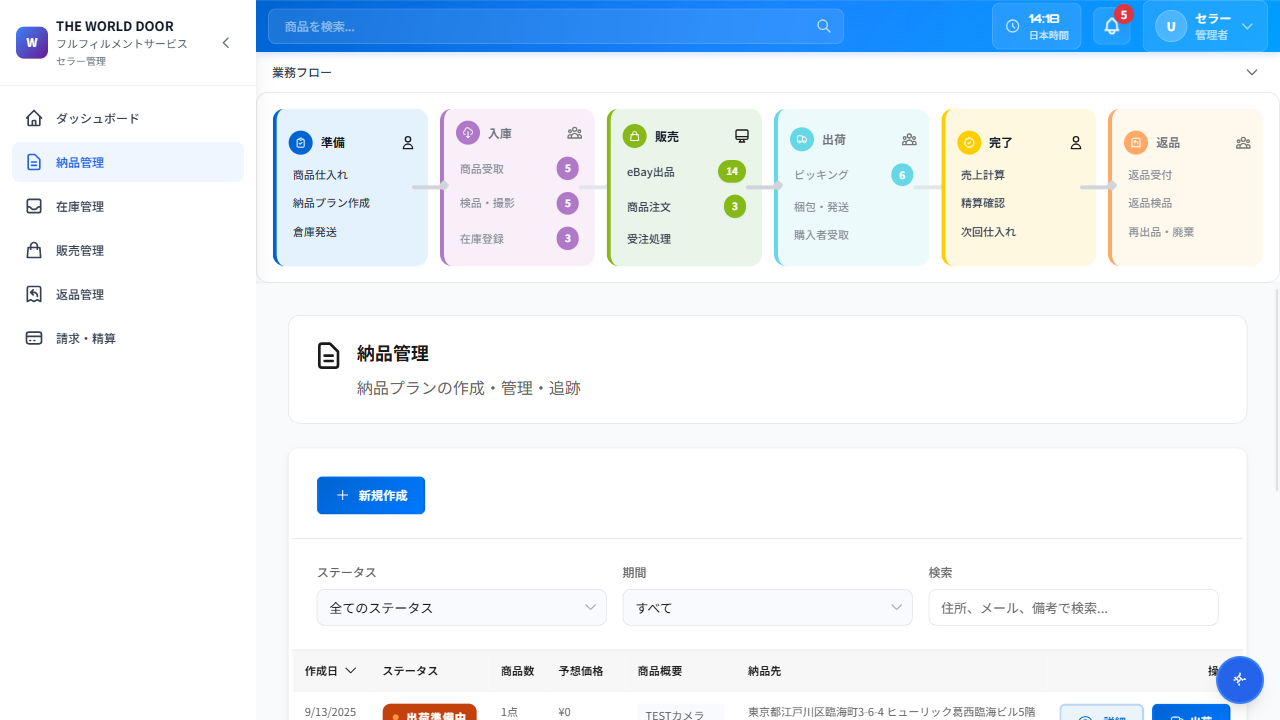 W
THE WORLD DOOR
フルフィルメントサービス
セラー管理
ダッシュボード
納品管理
在庫管理
販売管理
返品管理
請求・精算
商品を検索...
14:18
日本時間
5
U
セラー
管理者
業務フロー
準備
商品仕入れ
納品プラン作成
倉庫発送
入庫
商品受取
5
検品・撮影
5
在庫登録
3
販売
eBay出品
14
商品注文
3
受注処理
出荷
ピッキング
6
梱包・発送
購入者受取
完了
売上計算
精算確認
次回仕入れ
返品
返品受付
返品検品
再出品・廃棄
納品管理
納品プランの作成・管理・追跡
新規作成
ステータス
全てのステータス
期間
すべて
検索
住所、メール、備考で検索...
作成日
ステータス
商品数
予想価格
商品概要
納品先
操
9/13/2025
出荷準備中
1点
¥0
TESTカメラ
東京都江戸川区臨海町3-6-4 ヒューリック葛西臨海ビル5階
詳細
出荷